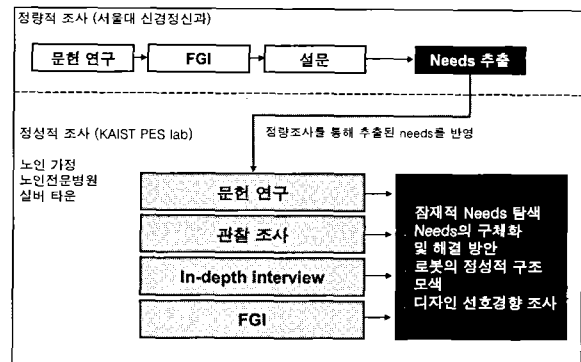 정량적 조사 (서울대 신경정신과)
문헌 연구
FGI
설문
Needs 추출
정성적 조사 (KAIST PES lab)
정량조사를 통해 추출된 needs를 반영
노인 가정
노인전문병원
실버 타운
문헌 연구
관찰 조사
In-depth interview
FGI
잠재적 Needs 탐색
Needs의 구체화
및 해결 방안
로봇의 정성적 구조
모색
디자인 선호경향 조사